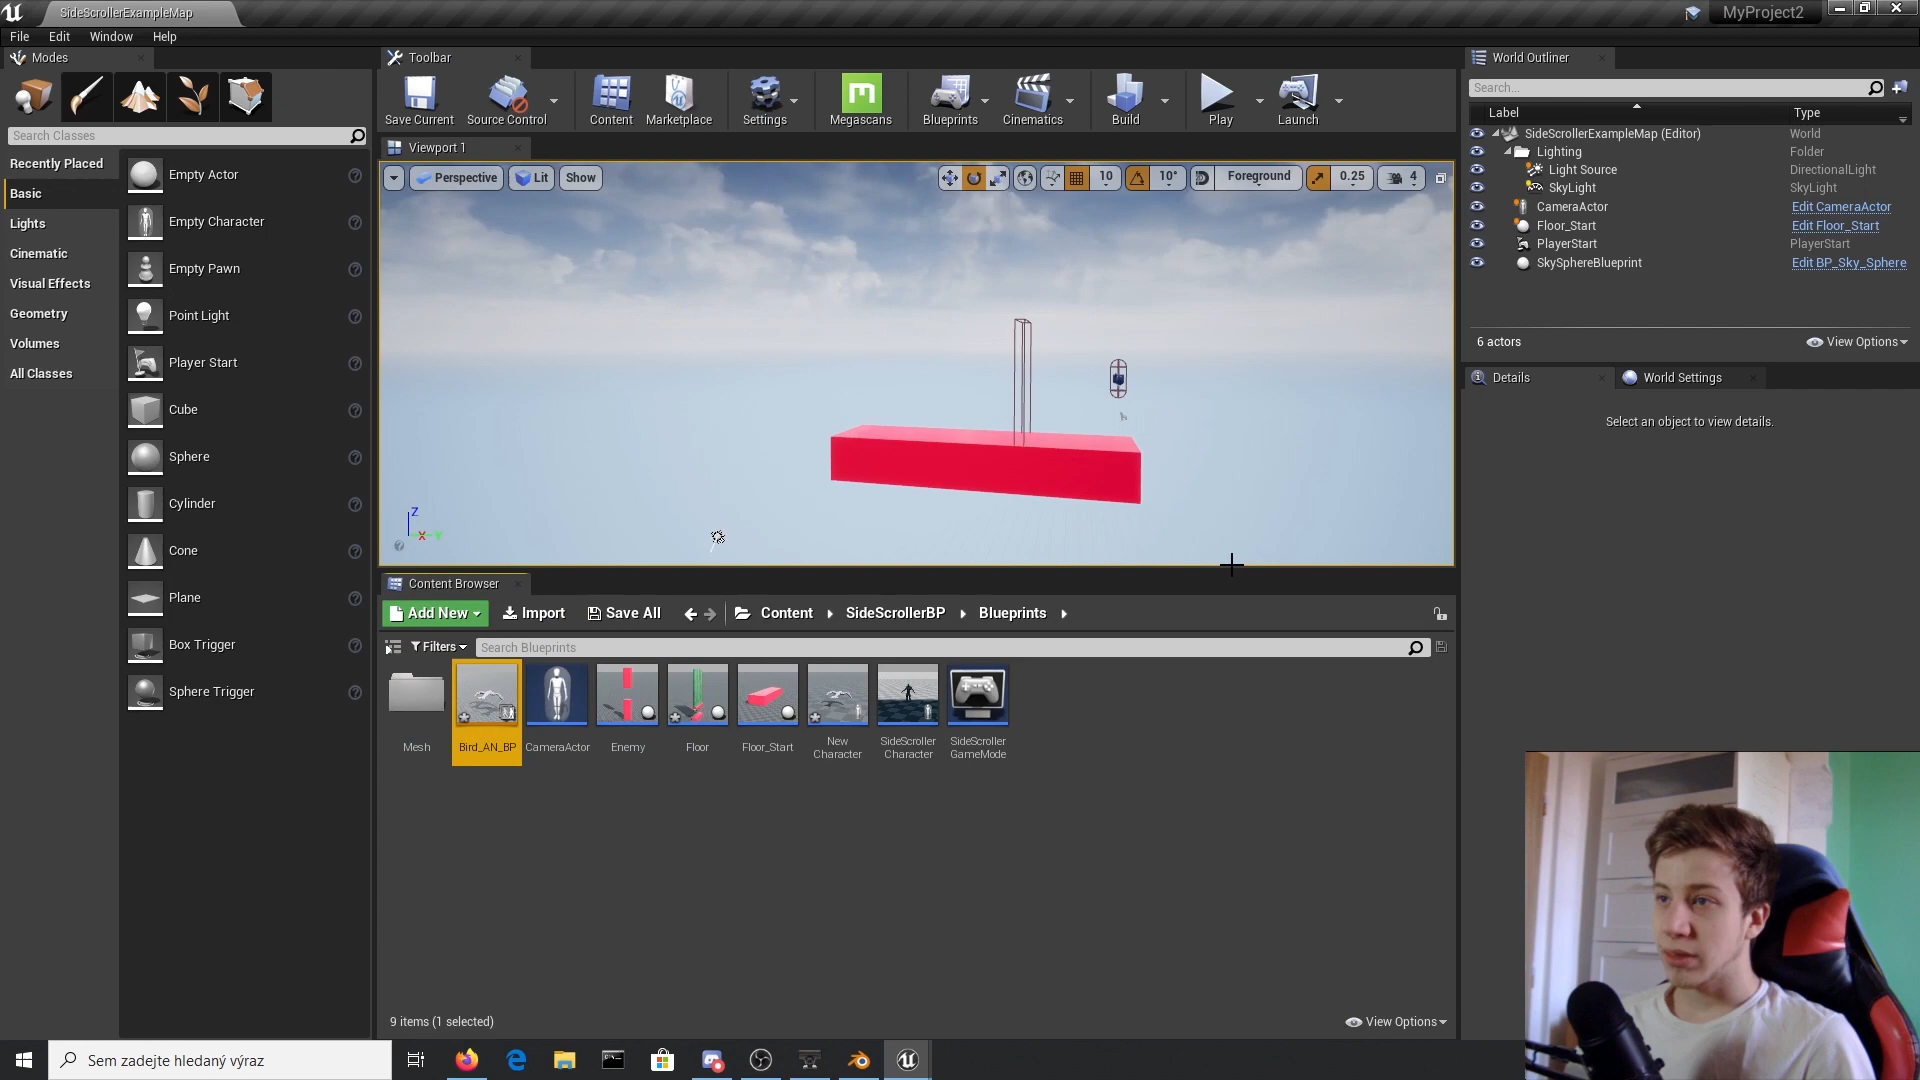 SideScrollerExampleMap
MyProject2
File Edit Window Help
Modes
Toolbar
World Outliner
Save Current
Source Control
Content
Marketplace
Settings
Megascans
Blueprints
Cinematics
Build
Play
Launch
Search...
Search Classes
Label
Type
Viewport 1
SideScrollerExampleMap (Editor) World
Lighting Folder
Light Source DirectionalLight
SkyLight SkyLight
CameraActor Edit CameraActor
Floor_Start Edit Floor_Start
PlayerStart PlayerStart
SkySphereBlueprint Edit BP_Sky_Sphere
6 actors
View Options
Recently Placed
Basic
Lights
Cinematic
Visual Effects
Geometry
Volumes
All Classes
Empty Actor
Empty Character
Empty Pawn
Point Light
Player Start
Cube
Sphere
Cylinder
Cone
Plane
Box Trigger
Sphere Trigger
Perspective
Lit
Show
10
10°
Foreground
0.25
4
Z
X
Y
Details
World Settings
Select an object to view details.
Content Browser
Add New
Import
Save All
Content
SideScrollerBP
Blueprints
Filters
Search Blueprints
Mesh
Bird_AN_BP
CameraActor
Enemy
Floor
Floor_Start
New
Character
SideScroller
Character
SideScroller
GameMode
9 items (1 selected)
View Options
Sem zadejte hledaný výraz